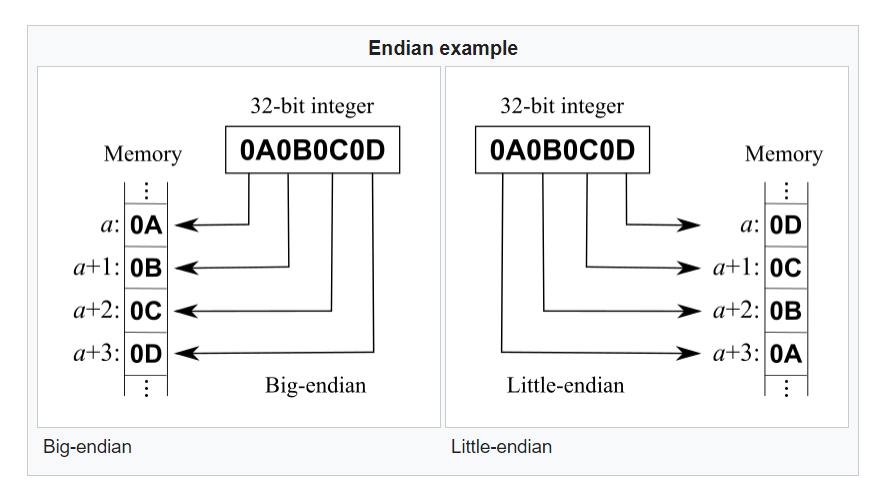 Endian example
32-bit integer
0A0B0C0D
Memory
⋮
a: 0A
a+1: 0B
a+2: 0C
a+3: 0D
⋮
Big-endian
32-bit integer
0A0B0C0D
Memory
⋮
a: 0D
a+1: 0C
a+2: 0B
a+3: 0A
⋮
Little-endian
Big-endian
Little-endian